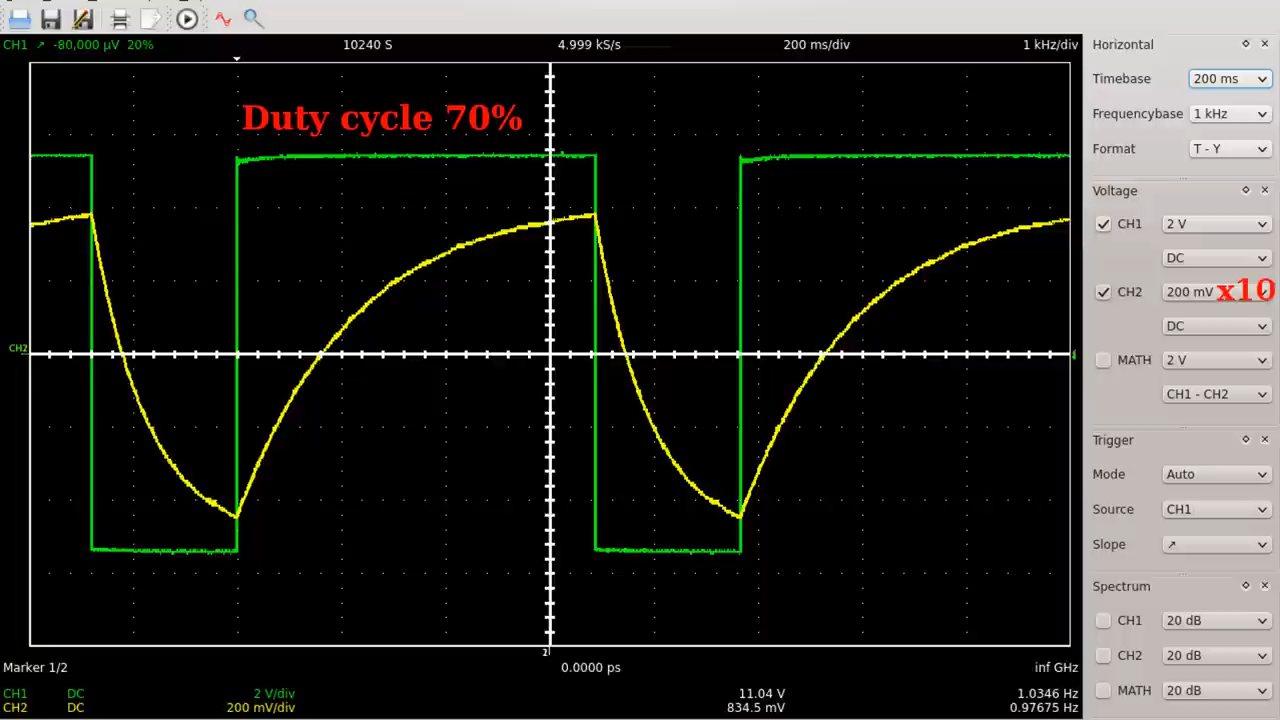 CH1 ↗ -80,000 µV 20% 10240 S 4.999 kS/s 200 ms/div 1 kHz/div
Duty cycle 70%
CH2
Marker 1/2 0.0000 ps inf GHz
CH1 DC 2 V/div 11.04 V 1.0346 Hz
CH2 DC 200 mV/div 834.5 mV 0.97675 Hz
Horizontal
Timebase 200 ms
Frequencybase 1 kHz
Format T - Y
Voltage
CH1 2 V
DC
CH2 200 mV x10
DC
MATH 2 V
CH1 - CH2
Trigger
Mode Auto
Source CH1
Slope ↗
Spectrum
CH1 20 dB
CH2 20 dB
MATH 20 dB